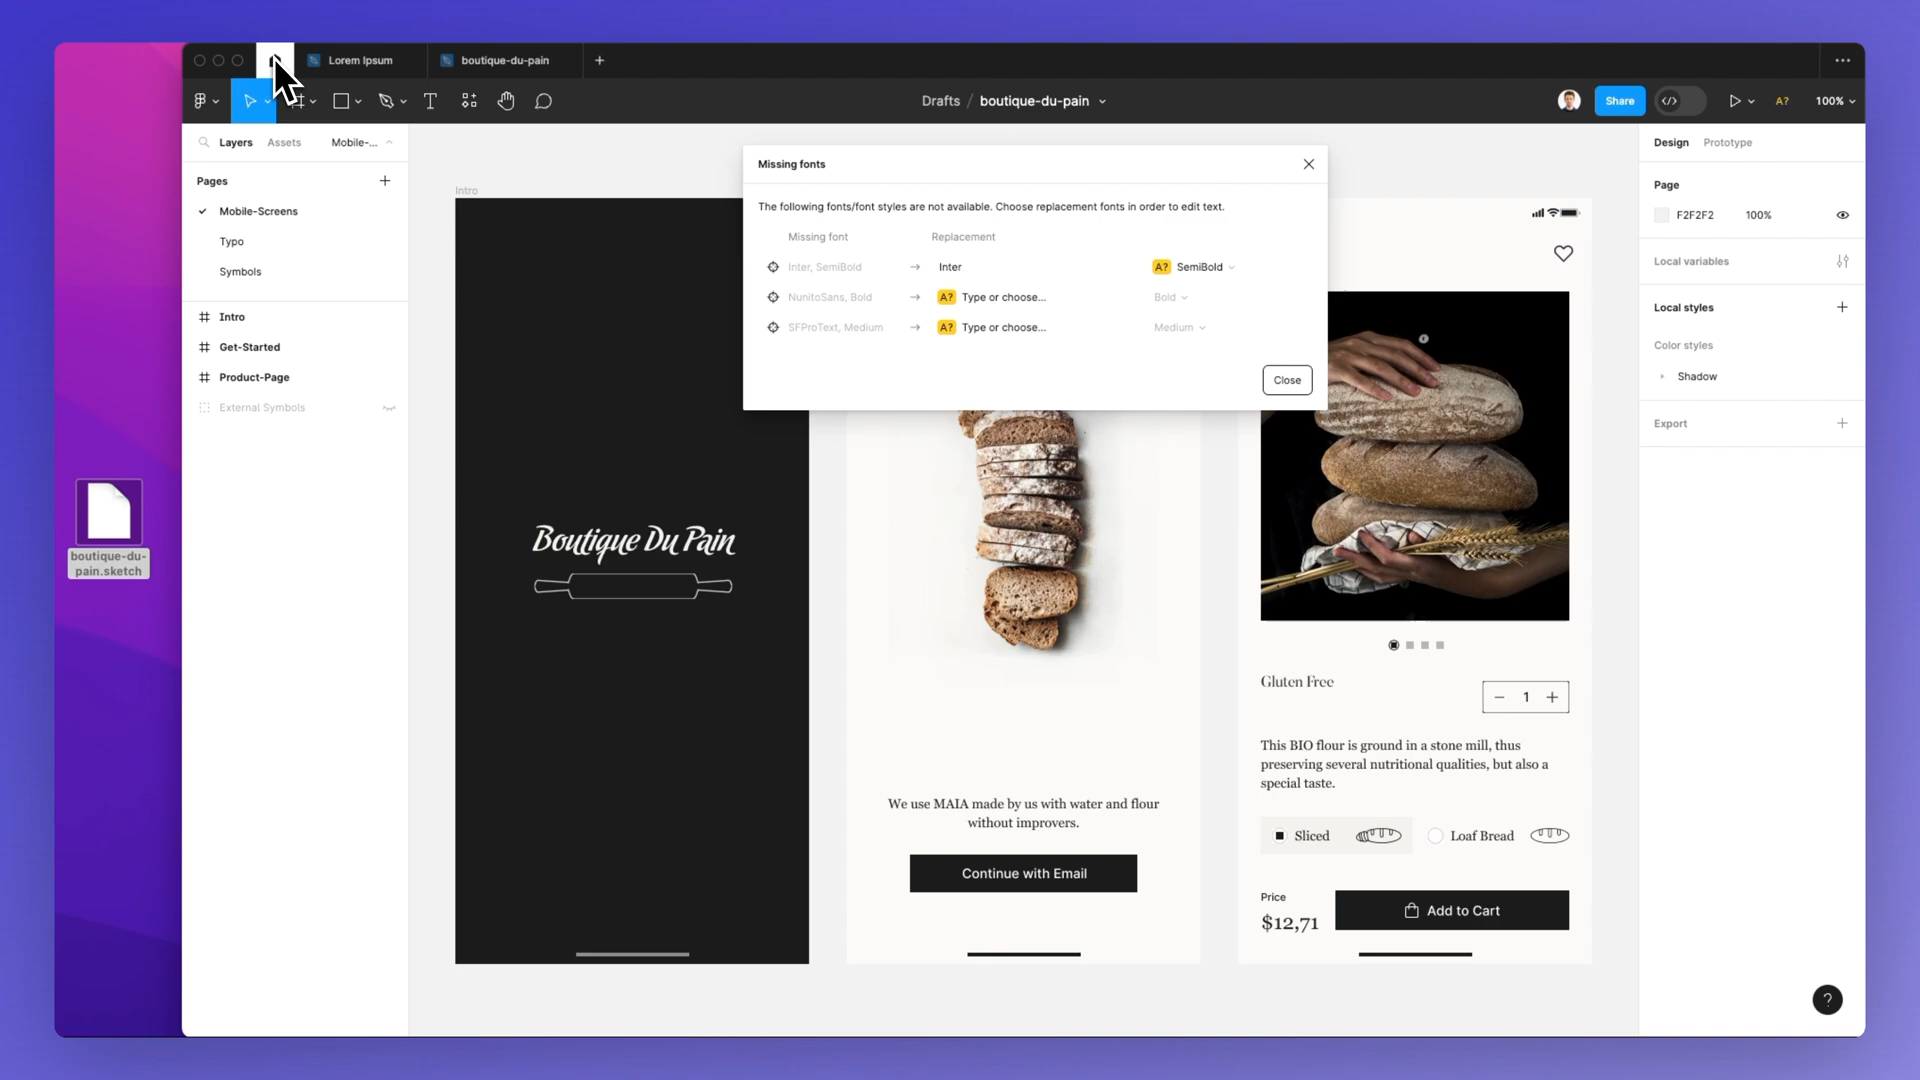 Lorem Ipsum
boutique-du-pain
Drafts / boutique-du-pain
Share
A?
100%
Layers
Assets
Mobile-...
Pages
Mobile-Screens
Typo
Symbols
Intro
Get-Started
Product-Page
External Symbols
boutique-du-
pain.sketch
Intro
Missing fonts
The following fonts/font styles are not available. Choose replacement fonts in order to edit text.
Missing font
Replacement
Inter, SemiBold
Inter
A? SemiBold
NunitoSans, Bold
A? Type or choose...
Bold
SFProText, Medium
A? Type or choose...
Medium
Close
Boutique Du Pain
We use MAIA made by us with water and flour
without improvers.
Continue with Email
Gluten Free
1
This BIO flour is ground in a stone mill, thus
preserving several nutritional qualities, but also a
special taste.
Sliced
Loaf Bread
Price
$12,71
Add to Cart
Design
Prototype
Page
F2F2F2
100%
Local variables
Local styles
Color styles
Shadow
Export
?